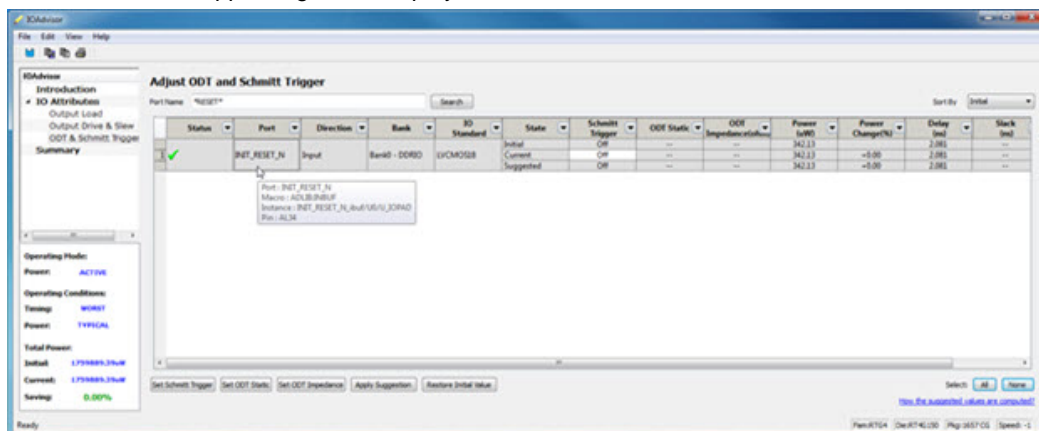 IOAdvisor
File Edit View Help
IOAdvisor
Introduction
IO Attributes
Output Load
Output Drive & Slew
ODT & Schmitt Trigger
Summary
Adjust ODT and Schmitt Trigger
Port Name *RESET* Search Sort By Initial
Status Port Direction Bank IO Standard State Schmitt Trigger ODT Static ODT Power (uW) Power Change(%) Delay (ns) Slack (ns)
Initial Off -- -- 342.13 2.081 --
1 INIT_RESET_N Input Bank0 - DDRIO LVCMOS18 Current Off -- -- 342.13 +0.00 2.081 --
Suggested Off -- -- 342.13 +0.00 2.081 --
Port : INIT_RESET_N
Macro : ADLIB:INBUF
Instance : INIT_RESET_N_ibuf/U0/U_IOPAD
Pin : AL34
Operating Mode:
Power: ACTIVE
Operating Conditions:
Timing: WORST
Power: TYPICAL
Total Power:
Initial: 1759889.39uW
Current: 1759889.39uW
Saving: 0.00%
Set Schmitt Trigger Set ODT Static Set ODT Impedance Apply Suggestion Restore Initial Value Select: All None
How the suggested values are computed?
Ready Fam:RTG4 Die:RT4G150 Pkg:1657 CG Speed: -1